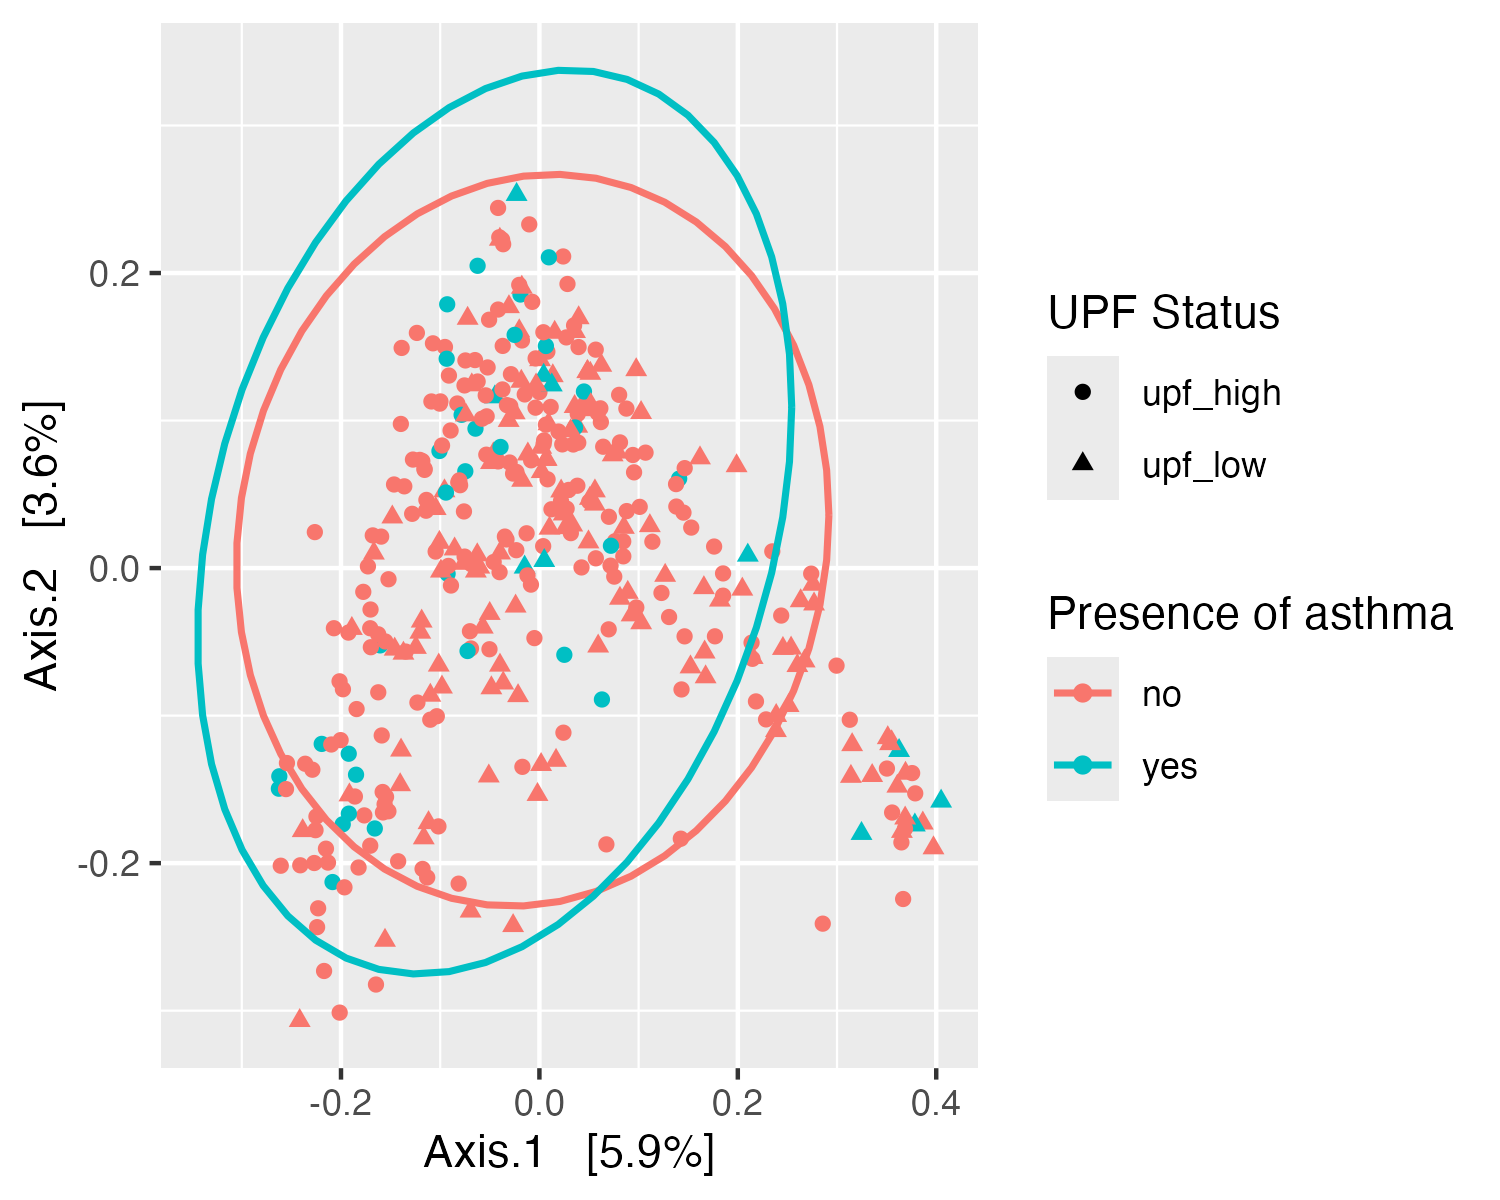 0.2
0.0
-0.2
Axis.2 [3.6%]
-0.2 0.0 0.2 0.4
Axis.1 [5.9%]
UPF Status
upf_high
upf_low
Presence of asthma
no
yes